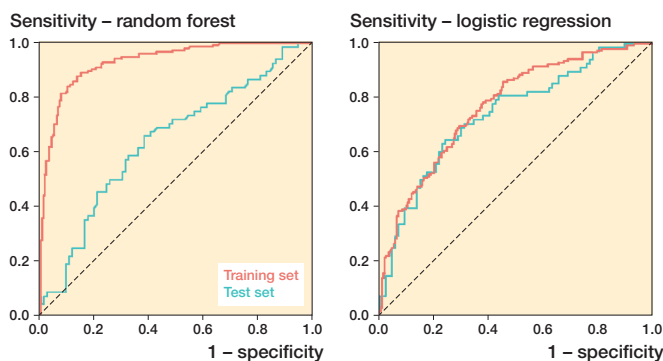 Sensitivity – random forest
1.0
0.8
0.6
0.4
0.2
0.0
0.0 0.2 0.4 0.6 0.8 1.0
Training set
Test set
1 – specificity
Sensitivity – logistic regression
1.0
0.8
0.6
0.4
0.2
0.0
0.0 0.2 0.4 0.6 0.8 1.0
1 – specificity